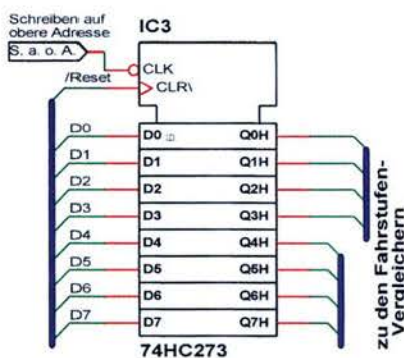 Schreiben auf
obere Adresse
S. a. o. A.
IC3
CLK
/Reset
CLR\
D0 D0 Q0H
D1 D1 Q1H
D2 D2 Q2H
D3 D3 Q3H
D4 D4 Q4H
D5 D5 Q5H
D6 D6 Q6H
D7 D7 Q7H
74HC273
zu den Fahrstufen-
Vergleichern